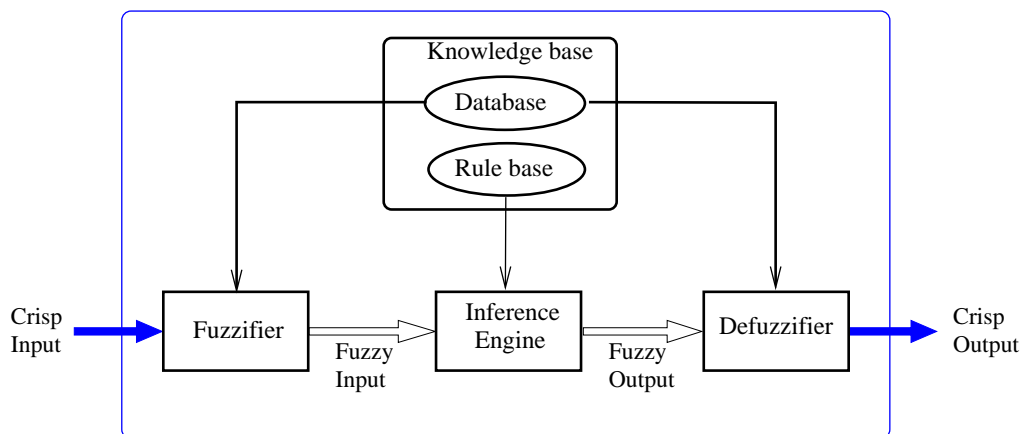 Knowledge base
Database
Rule base
Crisp
Input
Fuzzifier
Fuzzy
Input
Inference
Engine
Fuzzy
Output
Defuzzifier
Crisp
Output